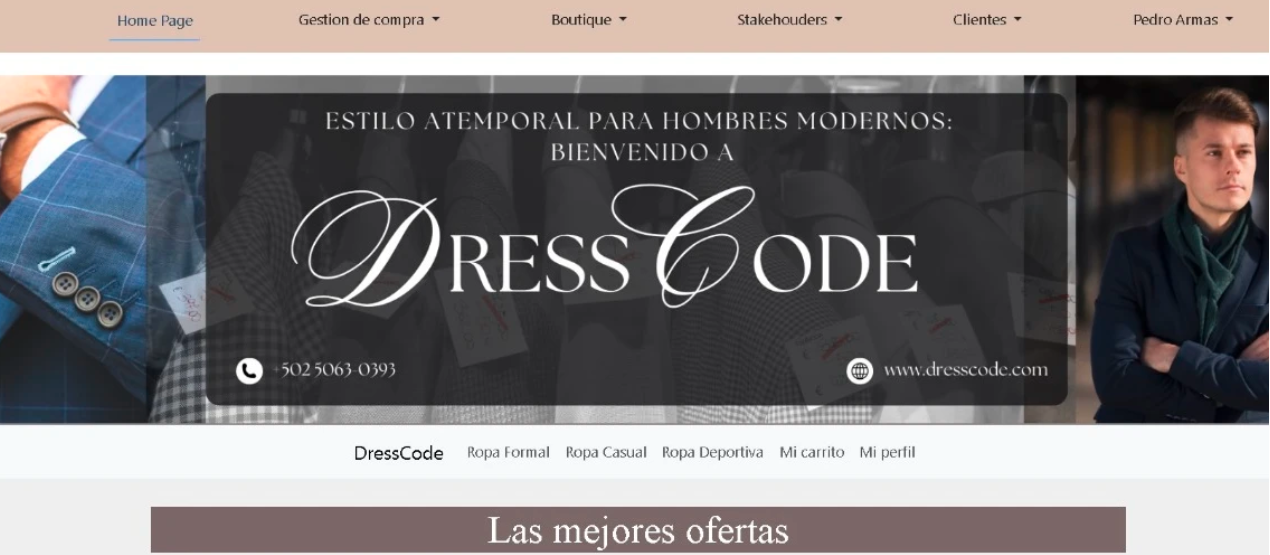 Home Page Gestion de compra Boutique Stakehouders Clientes Pedro Armas
ESTILO ATEMPORAL PARA HOMBRES MODERNOS:
BIENVENIDO A
DRESS CODE
+502 5063-0393 www.dresscode.com
DressCode Ropa Formal Ropa Casual Ropa Deportiva Mi carrito Mi perfil
Las mejores ofertas